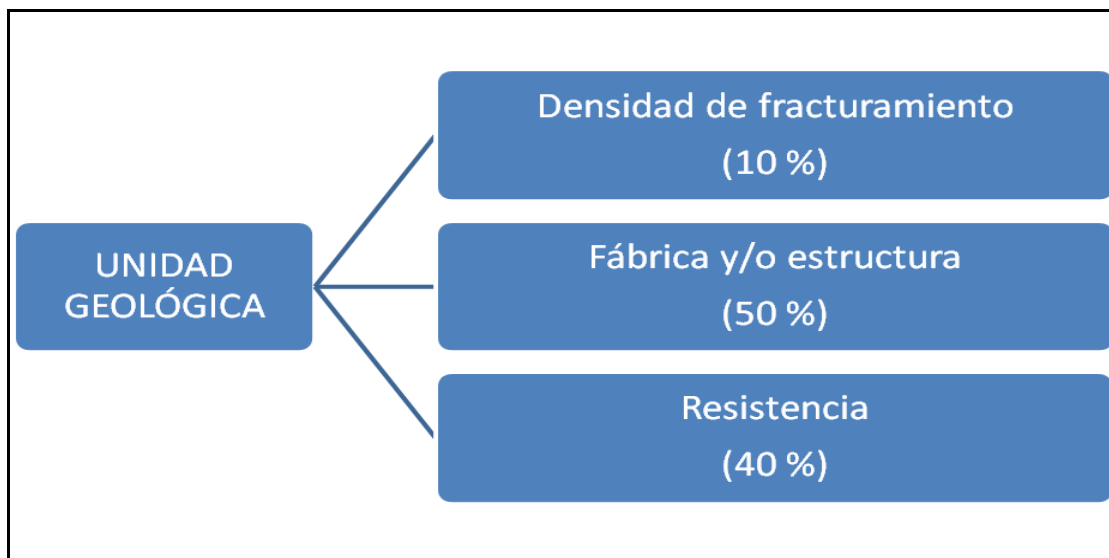 UNIDAD
GEOLÓGICA
Densidad de fracturamiento
(10 %)
Fábrica y/o estructura
(50 %)
Resistencia
(40 %)